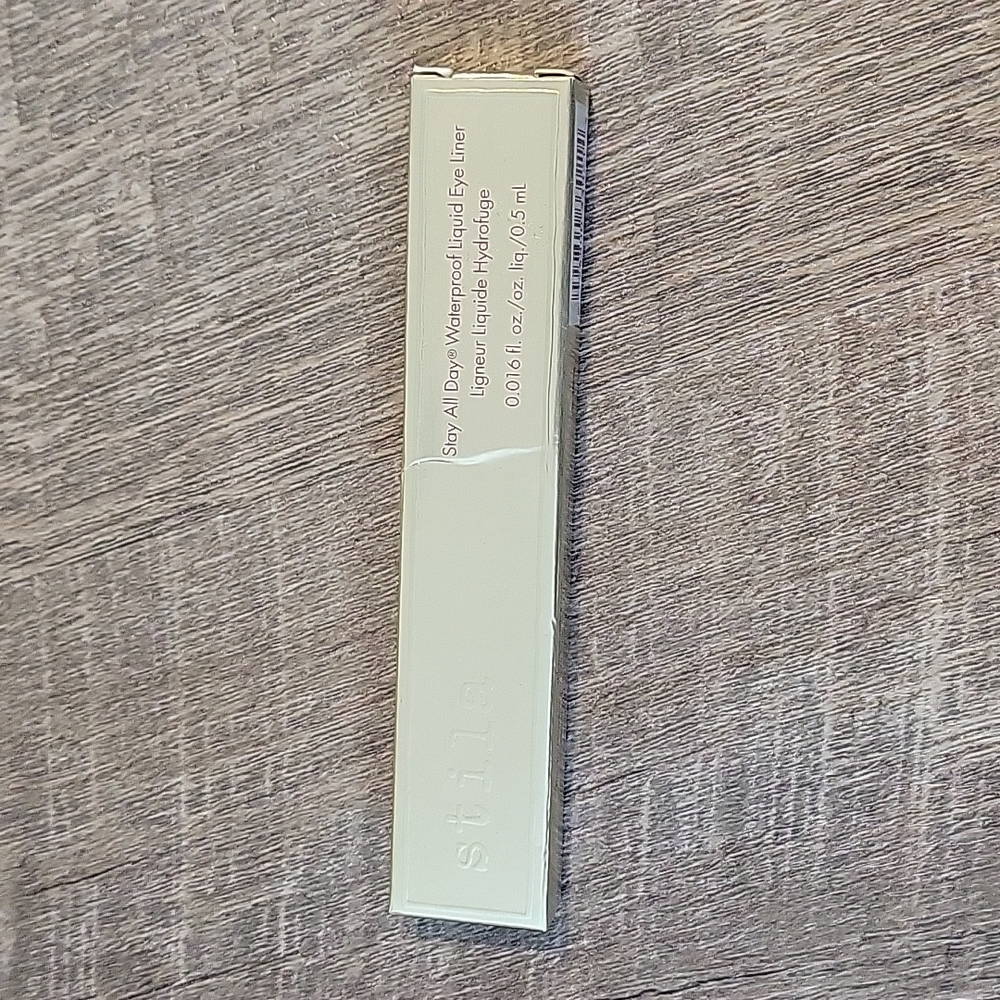 Stay All Day® Waterproof Liquid Eye Liner
Ligneur Liquide Hydrofuge
0.016 fl. oz./oz. liq./0.5 mL
stila